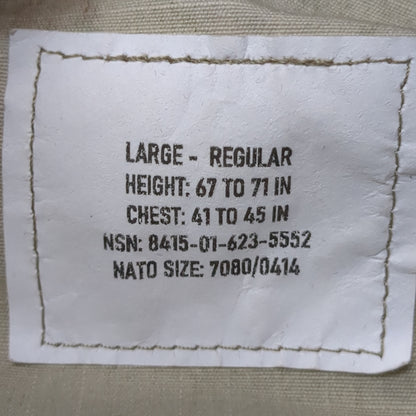 LARGE - REGULAR
HEIGHT: 67 TO 71 IN
CHEST: 41 TO 45 IN
NSN: 8415-01-623-5552
NATO SIZE: 7080/0414